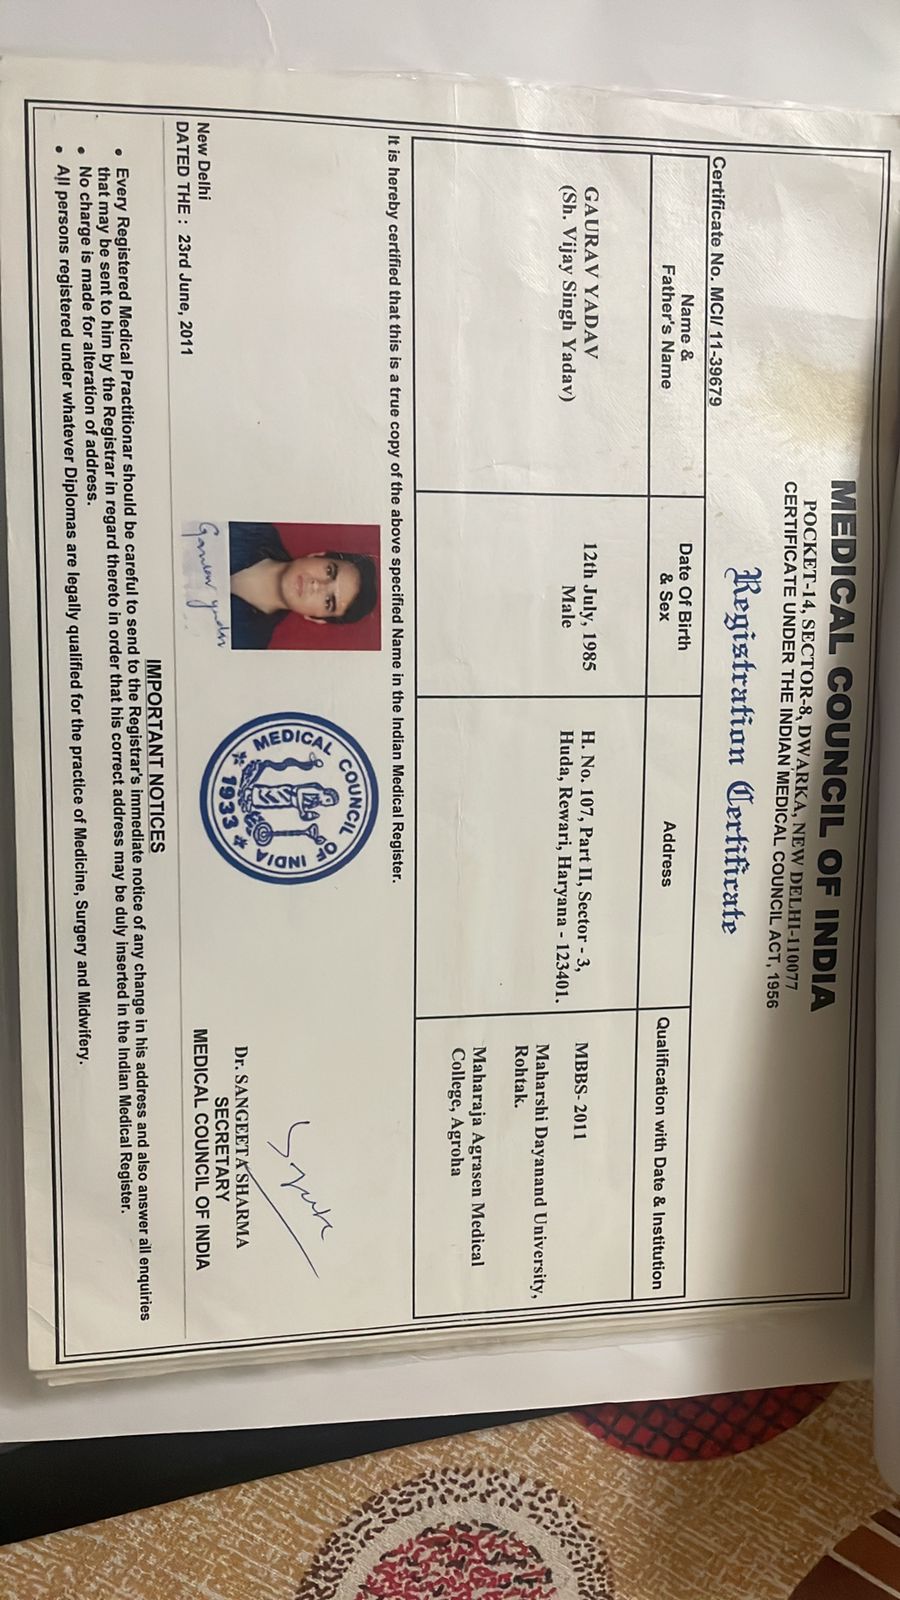 MEDICAL COUNCIL OF INDIA
POCKET-14, SECTOR-8, DWARKA, NEW DELHI-110077
CERTIFICATE UNDER THE INDIAN MEDICAL COUNCIL ACT, 1956
Registration Certificate
Certificate No. MCI/ 11-39679
Name &
Father's Name
Date Of Birth
& Sex
Address
Qualification with Date & Institution
GAURAV YADAV
(Sh. Vijay Singh Yadav)
12th July, 1985
Male
H. No. 107, Part II, Sector - 3,
Huda, Rewari, Haryana - 123401.
MBBS- 2011
Maharshi Dayanand University,
Rohtak.
Maharaja Agrasen Medical
College, Agroha
It is hereby certified that this is a true copy of the above specified Name in the Indian Medical Register.
MEDICAL COUNCIL OF INDIA
1933
Gaurav Yadav
Dr. SANGEETA SHARMA
SECRETARY
MEDICAL COUNCIL OF INDIA
New Delhi
DATED THE : 23rd June, 2011
IMPORTANT NOTICES
• Every Registered Medical Practitionar should be careful to send to the Registrar's immediate notice of any change in his address and also answer all enquiries
that may be sent to him by the Registrar in regard thereto in order that his correct address may be duly inserted in the Indian Medical Register.
• No charge is made for alteration of address.
• All persons registered under whatever Diplomas are legally qualified for the practice of Medicine, Surgery and Midwifery.